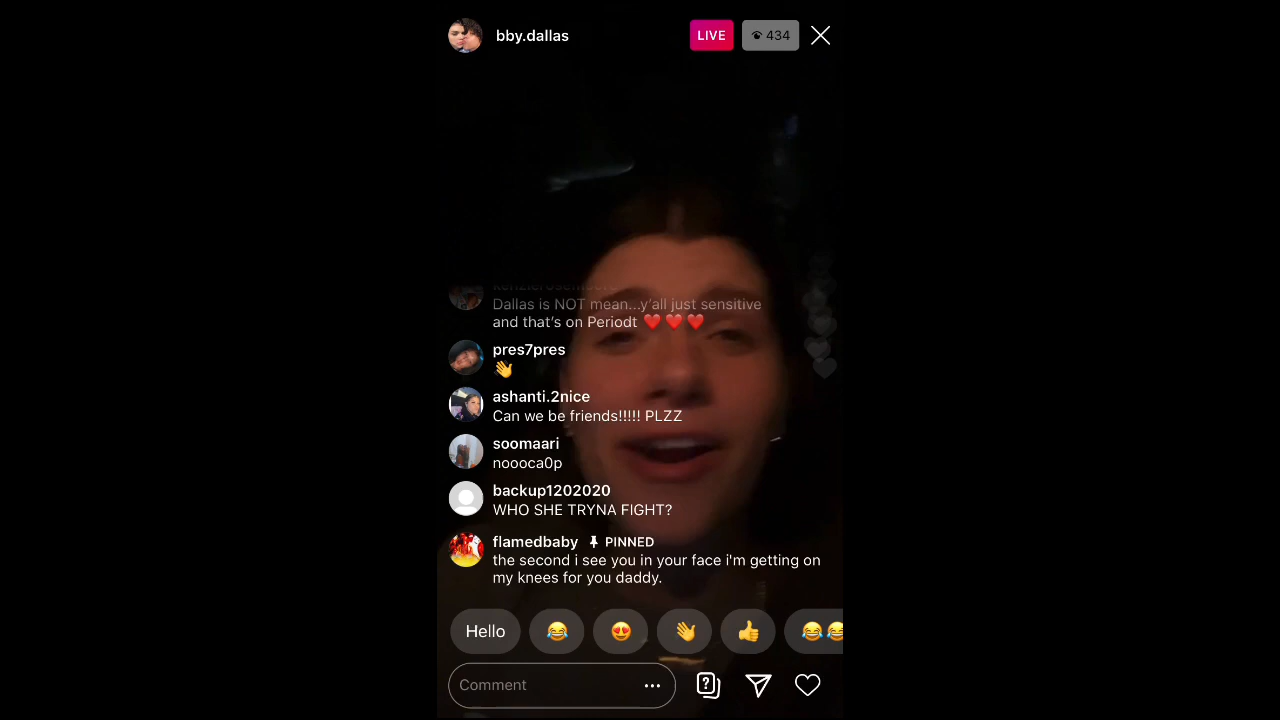 bby.dallas
LIVE
434
Dallas is NOT mean...y'all just sensitive
and that's on Periodt ❤️ ❤️ ❤️
pres7pres
👋
ashanti.2nice
Can we be friends!!!!! PLZZ
soomaari
noooca0p
backup1202020
WHO SHE TRYNA FIGHT?
flamedbaby PINNED
the second i see you in your face i'm getting on
my knees for you daddy.
Hello 😂 😍 👋 👍 😂😂
Comment